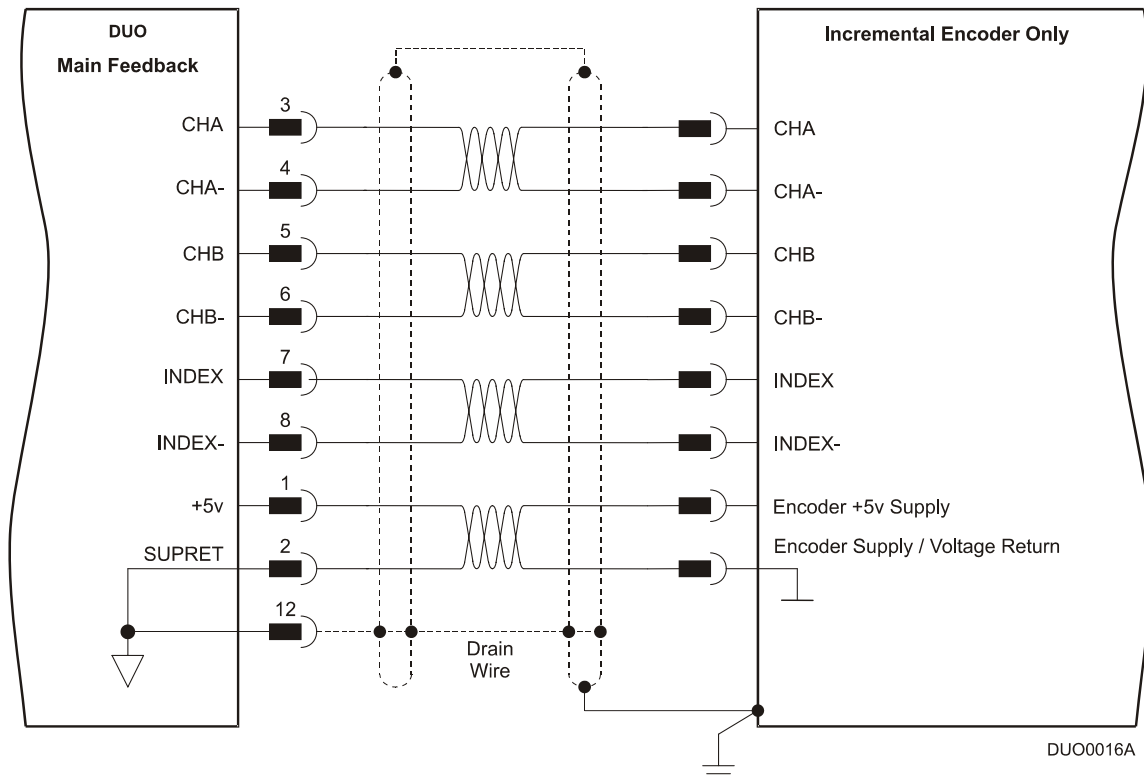 DUO
Main Feedback
Incremental Encoder Only
CHA
3
CHA
CHA-
4
CHA-
CHB
5
CHB
CHB-
6
CHB-
INDEX
7
INDEX
INDEX-
8
INDEX-
+5v
1
Encoder +5v Supply
SUPRET
2
Encoder Supply / Voltage Return
12
Drain
Wire
DUO0016A